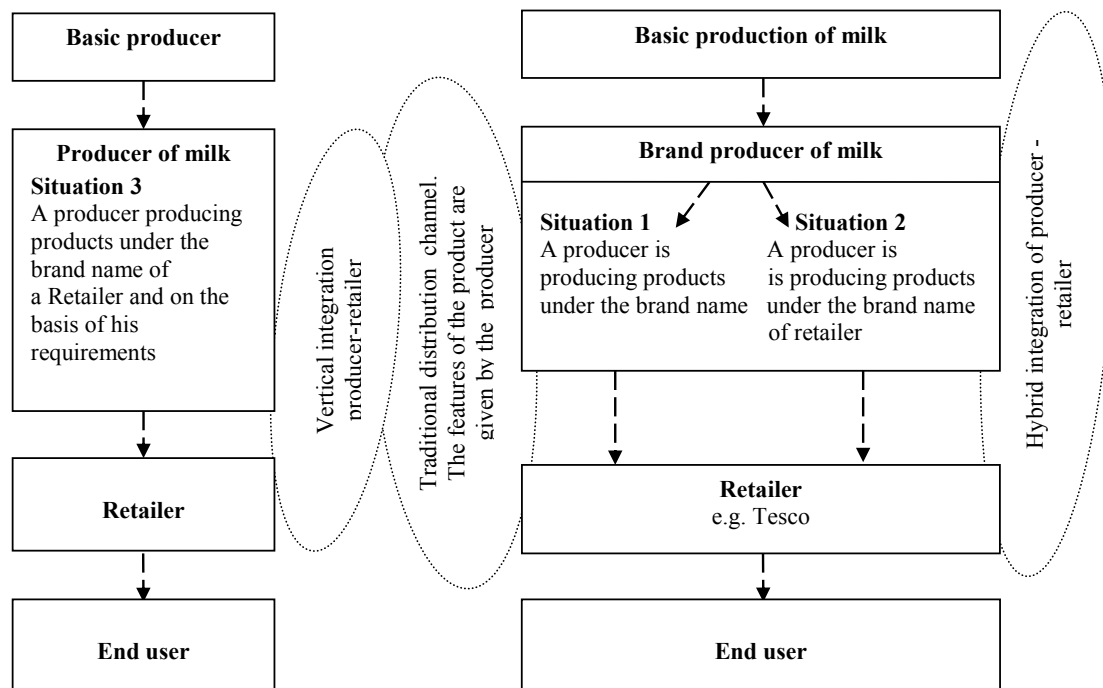 Basic producer
Producer of milk
Situation 3
A producer producing
products under the
brand name of
a Retailer and on the
basis of his
requirements
Retailer
End user
Vertical integration
producer-retailer
Traditional distribution channel.
The features of the product are
given by the producer
Basic production of milk
Brand producer of milk
Situation 1
A producer is
producing products
under the brand name
Situation 2
A producer is
is producing products
under the brand name
of retailer
Retailer
e.g. Tesco
End user
Hybrid integration of producer -
retailer